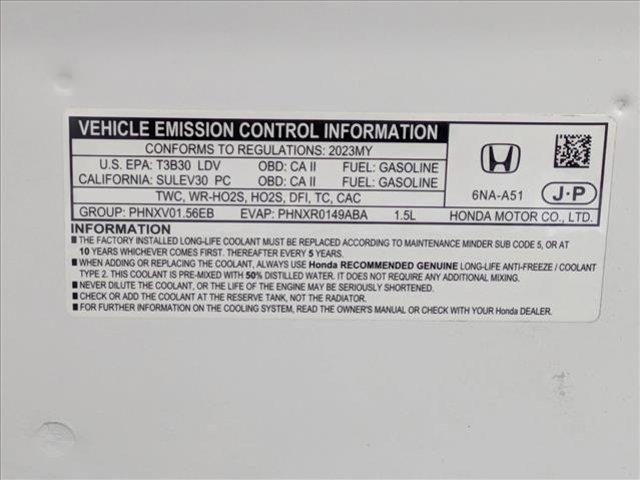 VEHICLE EMISSION CONTROL INFORMATION
CONFORMS TO REGULATIONS: 2023MY
U.S. EPA: T3B30 LDV OBD: CA II FUEL: GASOLINE
CALIFORNIA: SULEV30 PC OBD: CA II FUEL: GASOLINE
TWC, WR-HO2S, HO2S, DFI, TC, CAC
GROUP: PHNXV01.56EB EVAP: PHNXR0149ABA 1.5L
6NA-A51 J-P
HONDA MOTOR CO., LTD.
INFORMATION
■ THE FACTORY INSTALLED LONG-LIFE COOLANT MUST BE REPLACED ACCORDING TO MAINTENANCE MINDER SUB CODE 5, OR AT
10 YEARS WHICHEVER COMES FIRST. THEREAFTER EVERY 5 YEARS.
■ WHEN ADDING OR REPLACING THE COOLANT, ALWAYS USE Honda RECOMMENDED GENUINE LONG-LIFE ANTI-FREEZE / COOLANT
TYPE 2. THIS COOLANT IS PRE-MIXED WITH 50% DISTILLED WATER. IT DOES NOT REQUIRE ANY ADDITIONAL MIXING.
■ NEVER DILUTE THE COOLANT, OR THE LIFE OF THE ENGINE MAY BE SERIOUSLY SHORTENED.
■ CHECK OR ADD THE COOLANT AT THE RESERVE TANK, NOT THE RADIATOR.
■ FOR FURTHER INFORMATION ON THE COOLING SYSTEM, READ THE OWNER'S MANUAL OR CHECK WITH YOUR Honda DEALER.